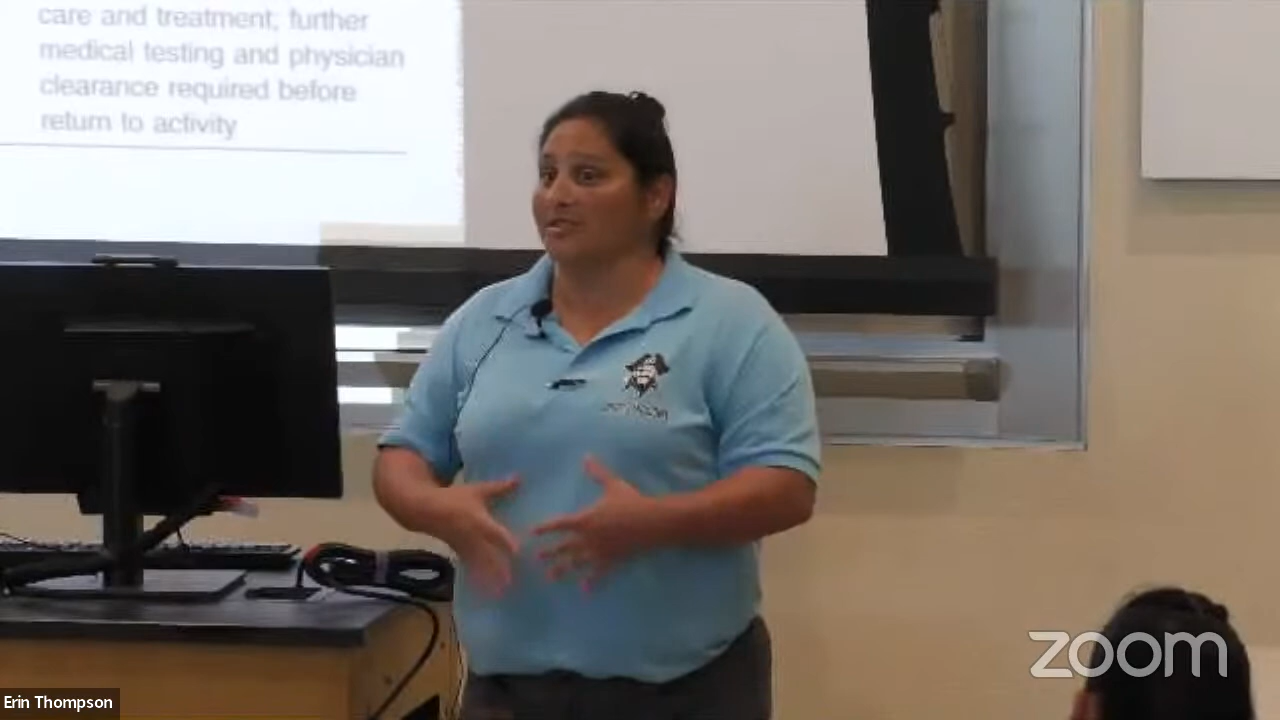 care and treatment; further
medical testing and physician
clearance required before
return to activity
zoom
Erin Thompson